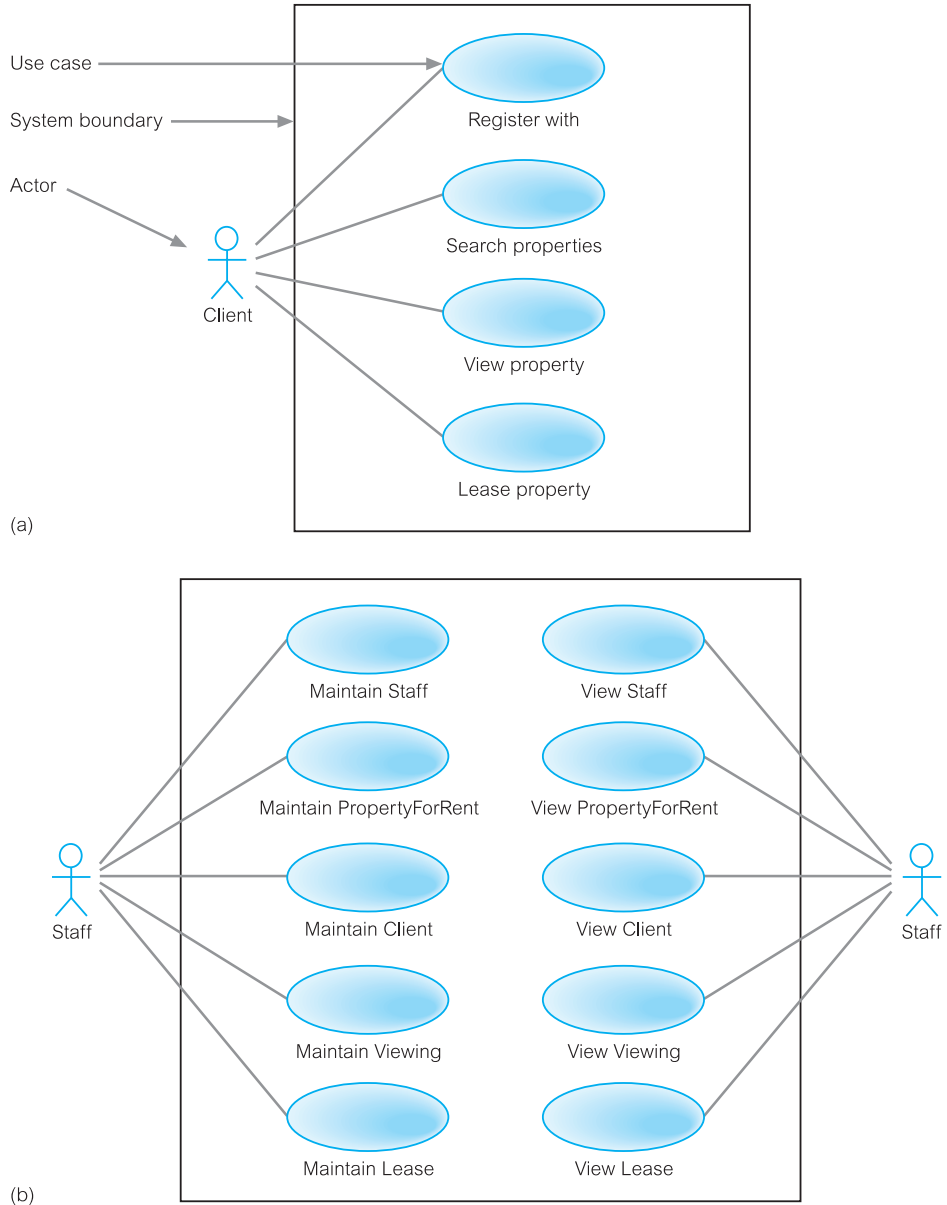 Use case
Register with
System boundary
Actor
Search properties
Client
View property
Lease property
(a)
Maintain Staff
View Staff
Maintain PropertyForRent
View PropertyForRent
Staff
Maintain Client
View Client
Staff
Maintain Viewing
View Viewing
Maintain Lease
View Lease
(b)